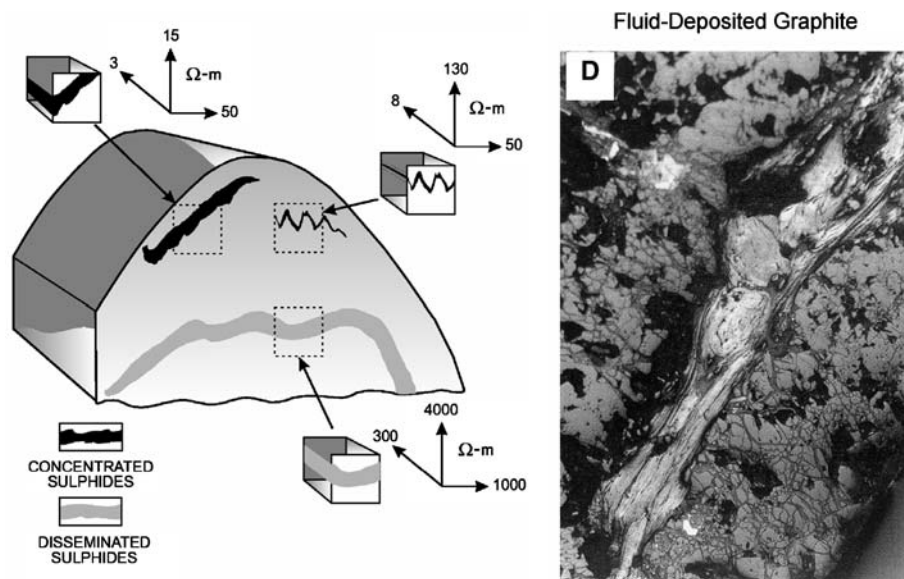 15
3
Ω-m
50
130
8
Ω-m
50
4000
300
Ω-m
1000
CONCENTRATED
SULPHIDES
DISSEMINATED
SULPHIDES
Fluid-Deposited Graphite
D